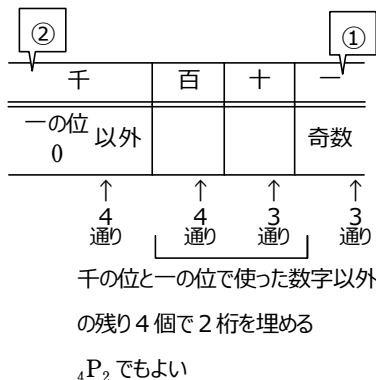 ② ①
千 百 十 一
一の位 以外 奇数
0
↑ ↑ ↑ ↑
4 4 3 3
通り 通り 通り 通り
千の位と一の位で使った数字以外
の残り4個で2桁を埋める
₄P₂ でもよい